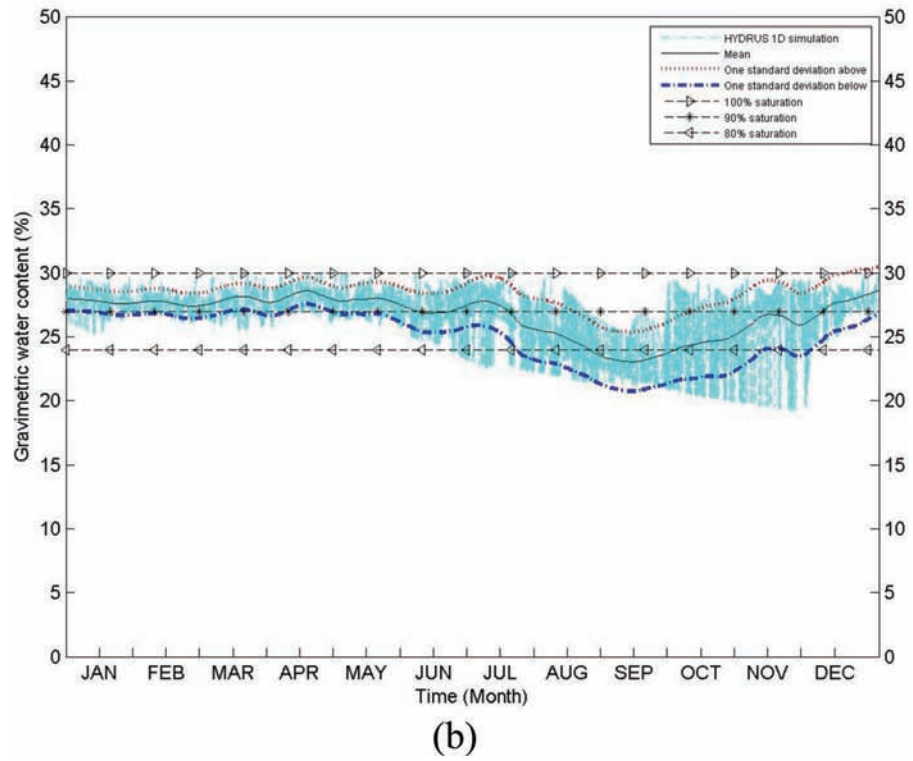 50
45
40
35
30
25
20
15
10
5
0
Gravimetric water content (%)
HYDRUS 1D simulation
Mean
One standard deviation above
One standard deviation below
100% saturation
90% saturation
80% saturation
50
45
40
35
30
25
20
15
10
5
0
JAN FEB MAR APR MAY JUN JUL AUG SEP OCT NOV DEC
Time (Month)
(b)